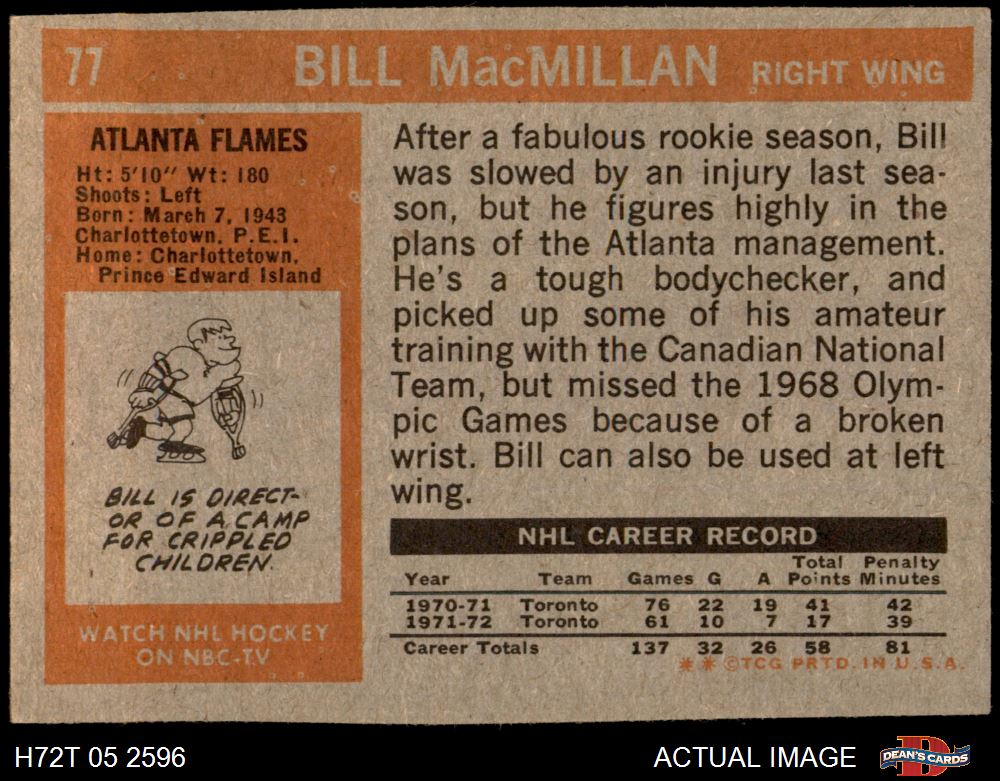 77 BILL MacMILLAN RIGHT WING
ATLANTA FLAMES
Ht: 5'10" Wt: 180
Shoots: Left
Born: March 7, 1943
Charlottetown, P.E.I.
Home: Charlottetown,
Prince Edward Island
BILL IS DIRECT-
OR OF A CAMP
FOR CRIPPLED
CHILDREN.
WATCH NHL HOCKEY
ON NBC-TV
After a fabulous rookie season, Bill
was slowed by an injury last sea-
son, but he figures highly in the
plans of the Atlanta management.
He's a tough bodychecker, and
picked up some of his amateur
training with the Canadian National
Team, but missed the 1968 Olym-
pic Games because of a broken
wrist. Bill can also be used at left
wing.
NHL CAREER RECORD
Total Penalty
Year Team Games G A Points Minutes
1970-71 Toronto 76 22 19 41 42
1971-72 Toronto 61 10 7 17 39
Career Totals 137 32 26 58 81
**©TCG PRTD. IN U.S.A.
H72T 05 2596 ACTUAL IMAGE DEAN'S CARDS